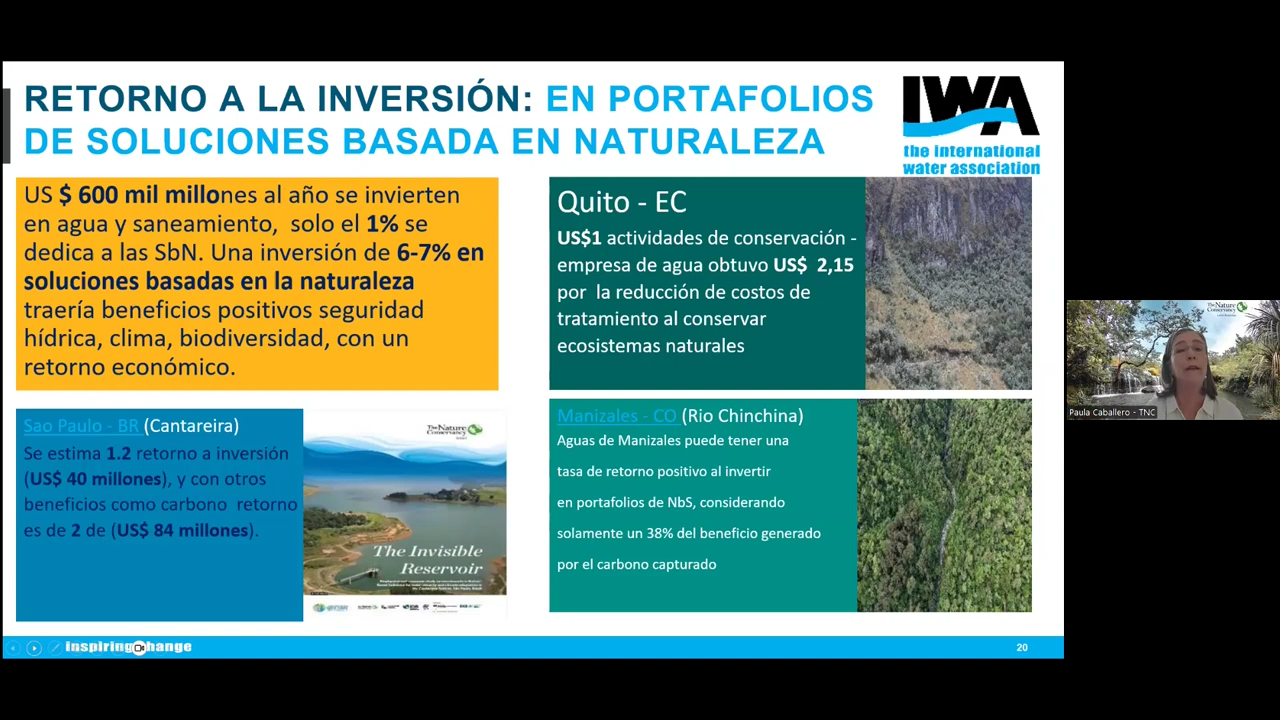 RETORNO A LA INVERSIÓN: EN PORTAFOLIOS
DE SOLUCIONES BASADA EN NATURALEZA
IWA
the international
water association
US $ 600 mil millones al año se invierten
en agua y saneamiento, solo el 1% se
dedica a las SbN. Una inversión de 6-7% en
soluciones basadas en la naturaleza
traería beneficios positivos seguridad
hídrica, clima, biodiversidad, con un
retorno económico.
Quito - EC
US$1 actividades de conservación -
empresa de agua obtuvo US$ 2,15
por la reducción de costos de
tratamiento al conservar
ecosistemas naturales
Sao Paulo - BR (Cantareira)
Se estima 1.2 retorno a inversión
(US$ 40 millones), y con otros
beneficios como carbono retorno
es de 2 de (US$ 84 millones).
The Nature
Conservancy
The Invisible
Reservoir
Manizales - CO (Rio Chinchina)
Aguas de Manizales puede tener una
tasa de retorno positivo al invertir
en portafolios de NbS, considerando
solamente un 38% del beneficio generado
por el carbono capturado
The Nature
Conservancy
Paula Caballero - TNC
inspiring change
20